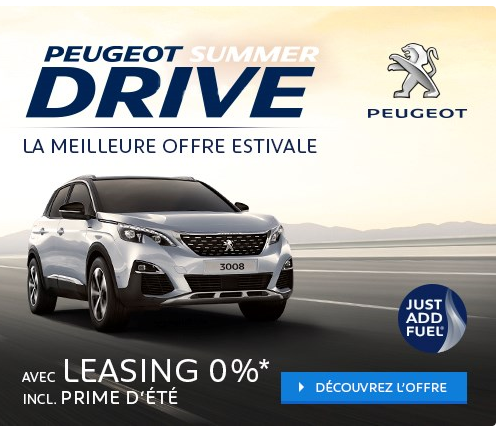 PEUGEOT SUMMER
DRIVE
PEUGEOT
LA MEILLEURE OFFRE ESTIVALE
3008
JUST
ADD
FUEL®
AVEC LEASING 0%*
INCL. PRIME D'ÉTÉ
DÉCOUVREZ L'OFFRE